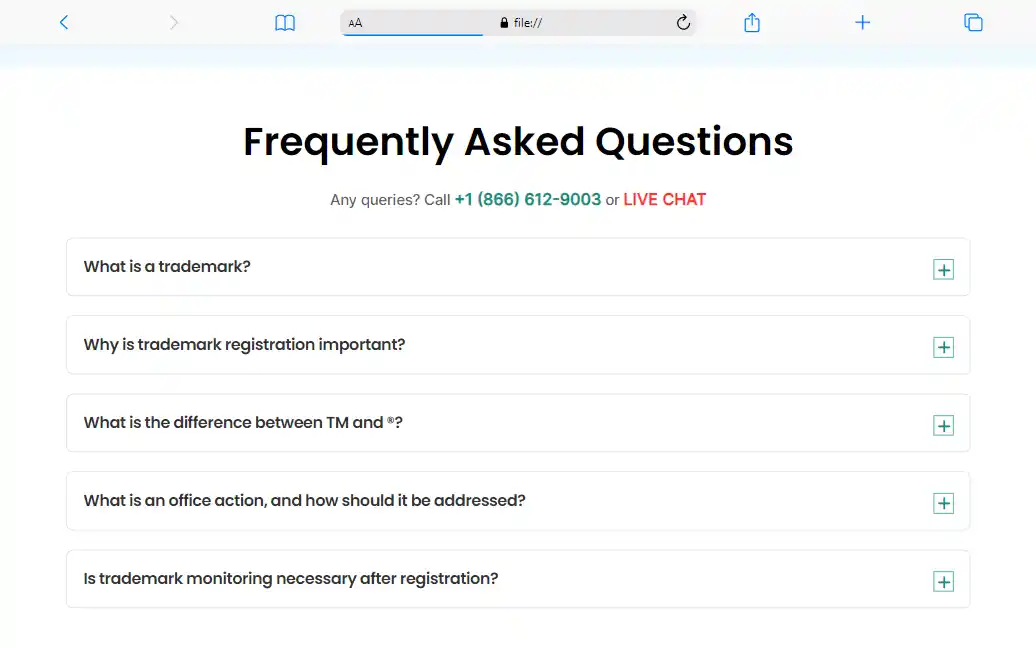 AA file://
Frequently Asked Questions
Any queries? Call +1 (866) 612-9003 or LIVE CHAT
What is a trademark?
Why is trademark registration important?
What is the difference between TM and ®?
What is an office action, and how should it be addressed?
Is trademark monitoring necessary after registration?